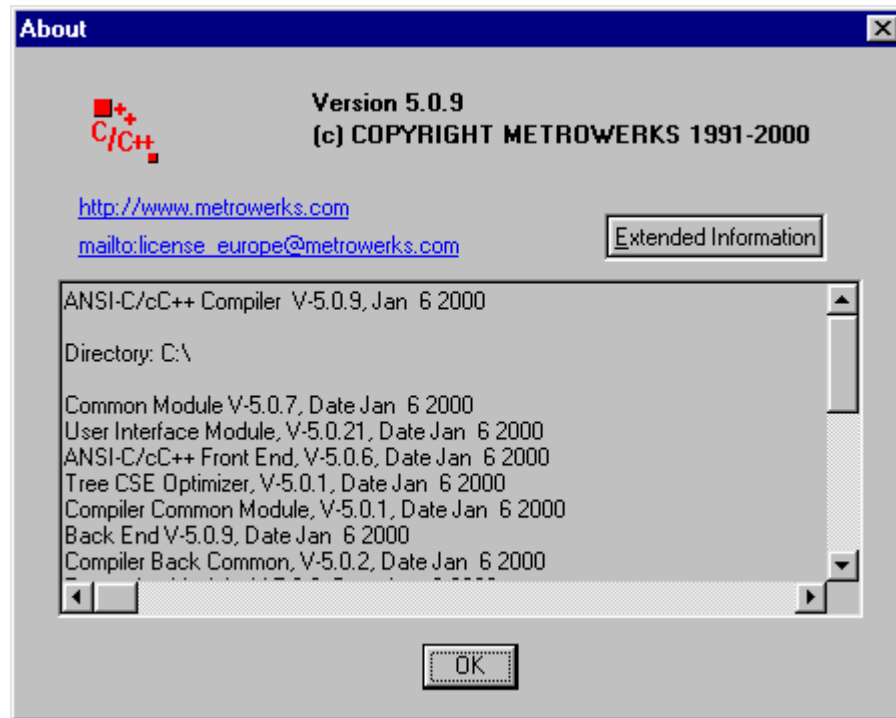 About
C/C++
Version 5.0.9
(c) COPYRIGHT METROWERKS 1991-2000
http://www.metrowerks.com
mailto:license_europe@metrowerks.com
Extended Information
ANSI-C/cC++ Compiler  V-5.0.9, Jan  6 2000
Directory: C:\
Common Module V-5.0.7, Date Jan  6 2000
User Interface Module, V-5.0.21, Date Jan  6 2000
ANSI-C/cC++ Front End, V-5.0.6, Date Jan  6 2000
Tree CSE Optimizer, V-5.0.1, Date Jan  6 2000
Compiler Common Module, V-5.0.1, Date Jan  6 2000
Back End V-5.0.9, Date Jan  6 2000
Compiler Back Common, V-5.0.2, Date Jan  6 2000
OK